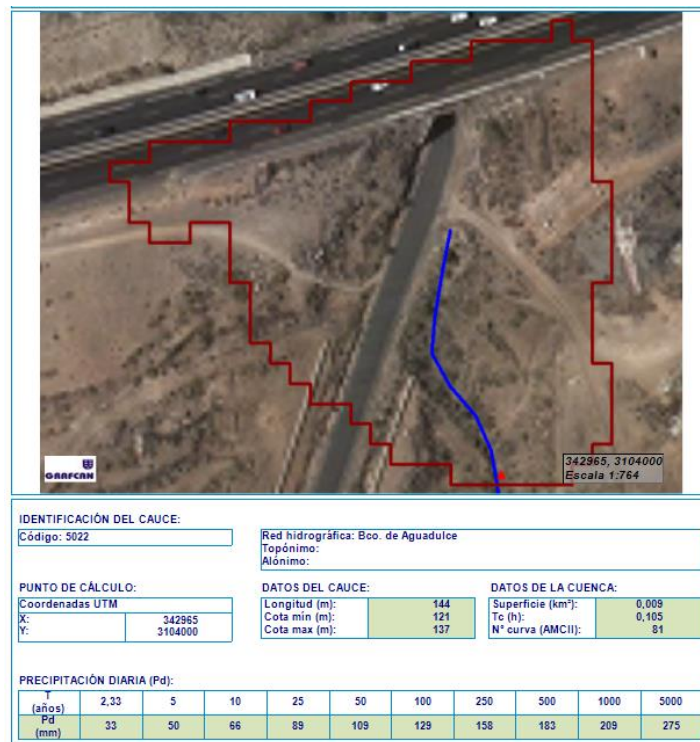 GRAFCAN
342965, 3104000
Escala 1:764
IDENTIFICACIÓN DEL CAUCE:
Código: 5022
Red hidrográfica: Bco. de Aguadulce
Topónimo:
Alónimo:
PUNTO DE CÁLCULO:
Coordenadas UTM
X: 342965
Y: 3104000
DATOS DEL CAUCE:
Longitud (m): 144
Cota mín (m): 121
Cota max (m): 137
DATOS DE LA CUENCA:
Superficie (km²): 0,009
Tc (h): 0,105
Nº curva (AMCII): 81
PRECIPITACIÓN DIARIA (Pd):
T (años) 2,33 5 10 25 50 100 250 500 1000 5000
Pd (mm) 33 50 66 89 109 129 158 183 209 275